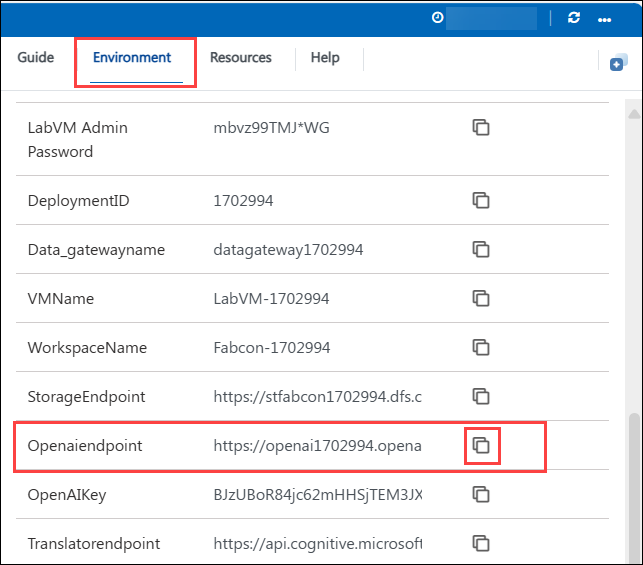 Guide Environment Resources Help
LabVM Admin
Password
mbvz99TMJ*WG
DeploymentID 1702994
Data_gatewayname datagateway1702994
VMName LabVM-1702994
WorkspaceName Fabcon-1702994
StorageEndpoint https://stfabcon1702994.dfs.c
Openaiendpoint https://openai1702994.opena
OpenAIKey BJzUBoR84jc62mHHSjTEM3JX
Translatorendpoint https://api.cognitive.microsoft